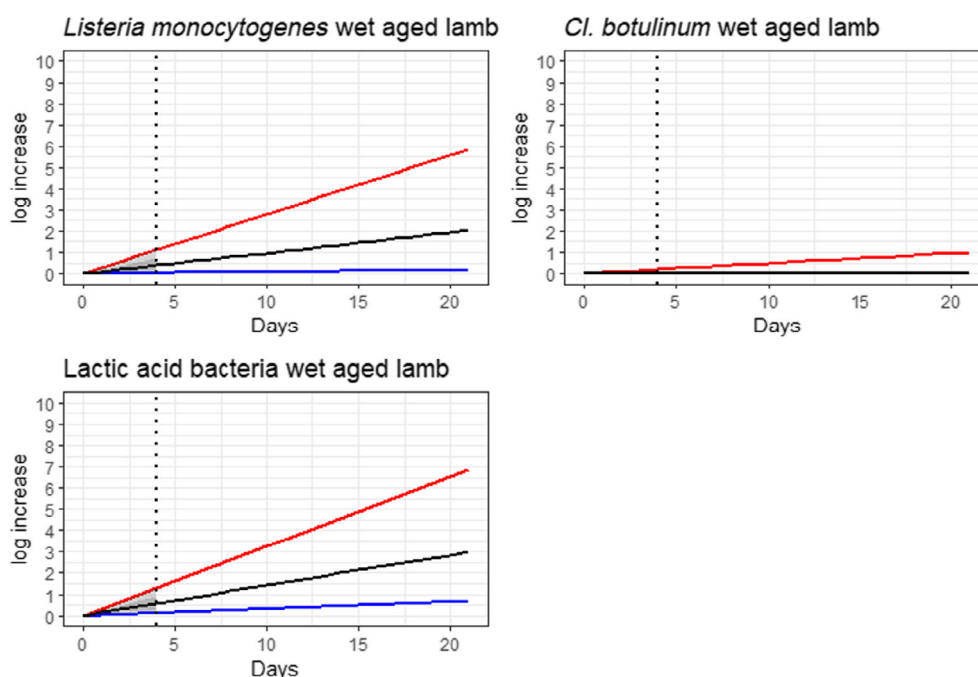 Listeria monocytogenes wet aged lamb
10
9
8
7
6
5
4
3
2
1
0
log increase
0 5 10 15 20
Days
Cl. botulinum wet aged lamb
10
9
8
7
6
5
4
3
2
1
0
log increase
0 5 10 15 20
Days
Lactic acid bacteria wet aged lamb
10
9
8
7
6
5
4
3
2
1
0
log increase
0 5 10 15 20
Days